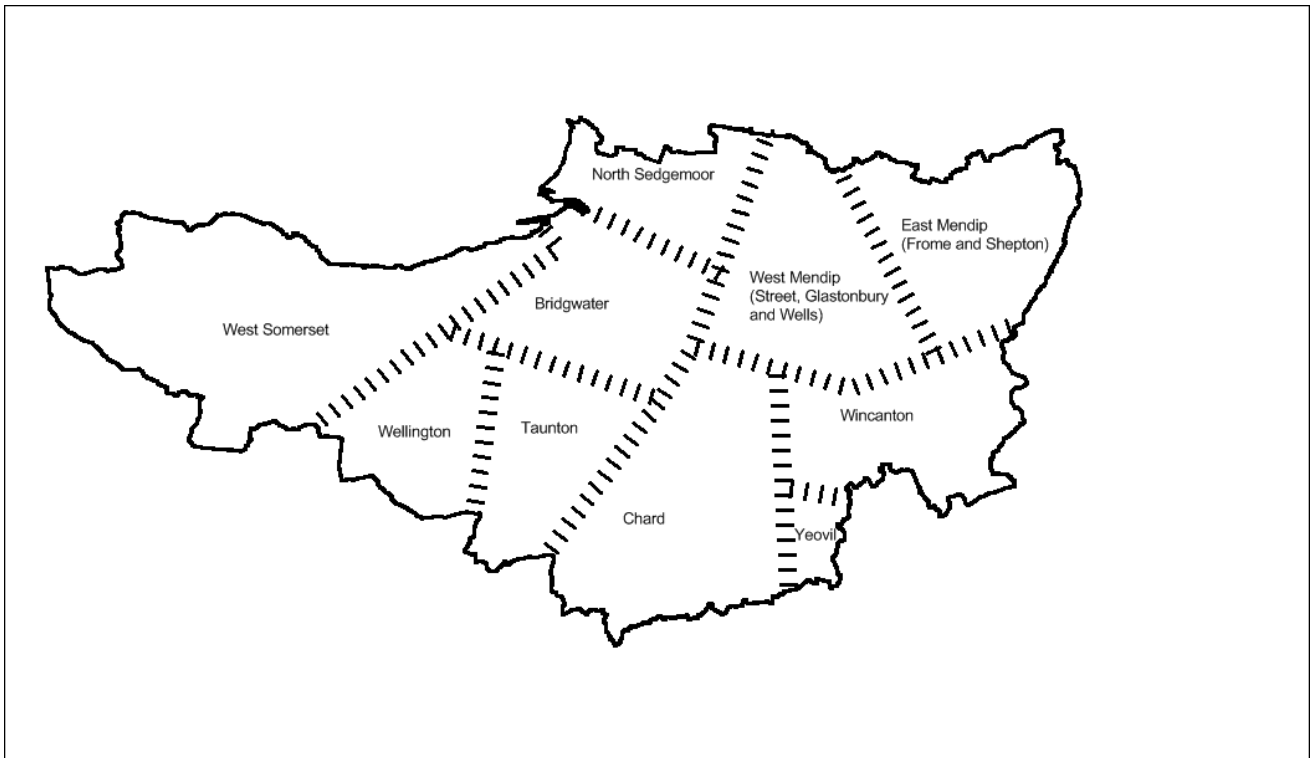 North Sedgemoor
East Mendip
(Frome and Shepton)
West Mendip
(Street, Glastonbury
and Wells)
Bridgwater
West Somerset
Wincanton
Wellington
Taunton
Chard
Yeovil